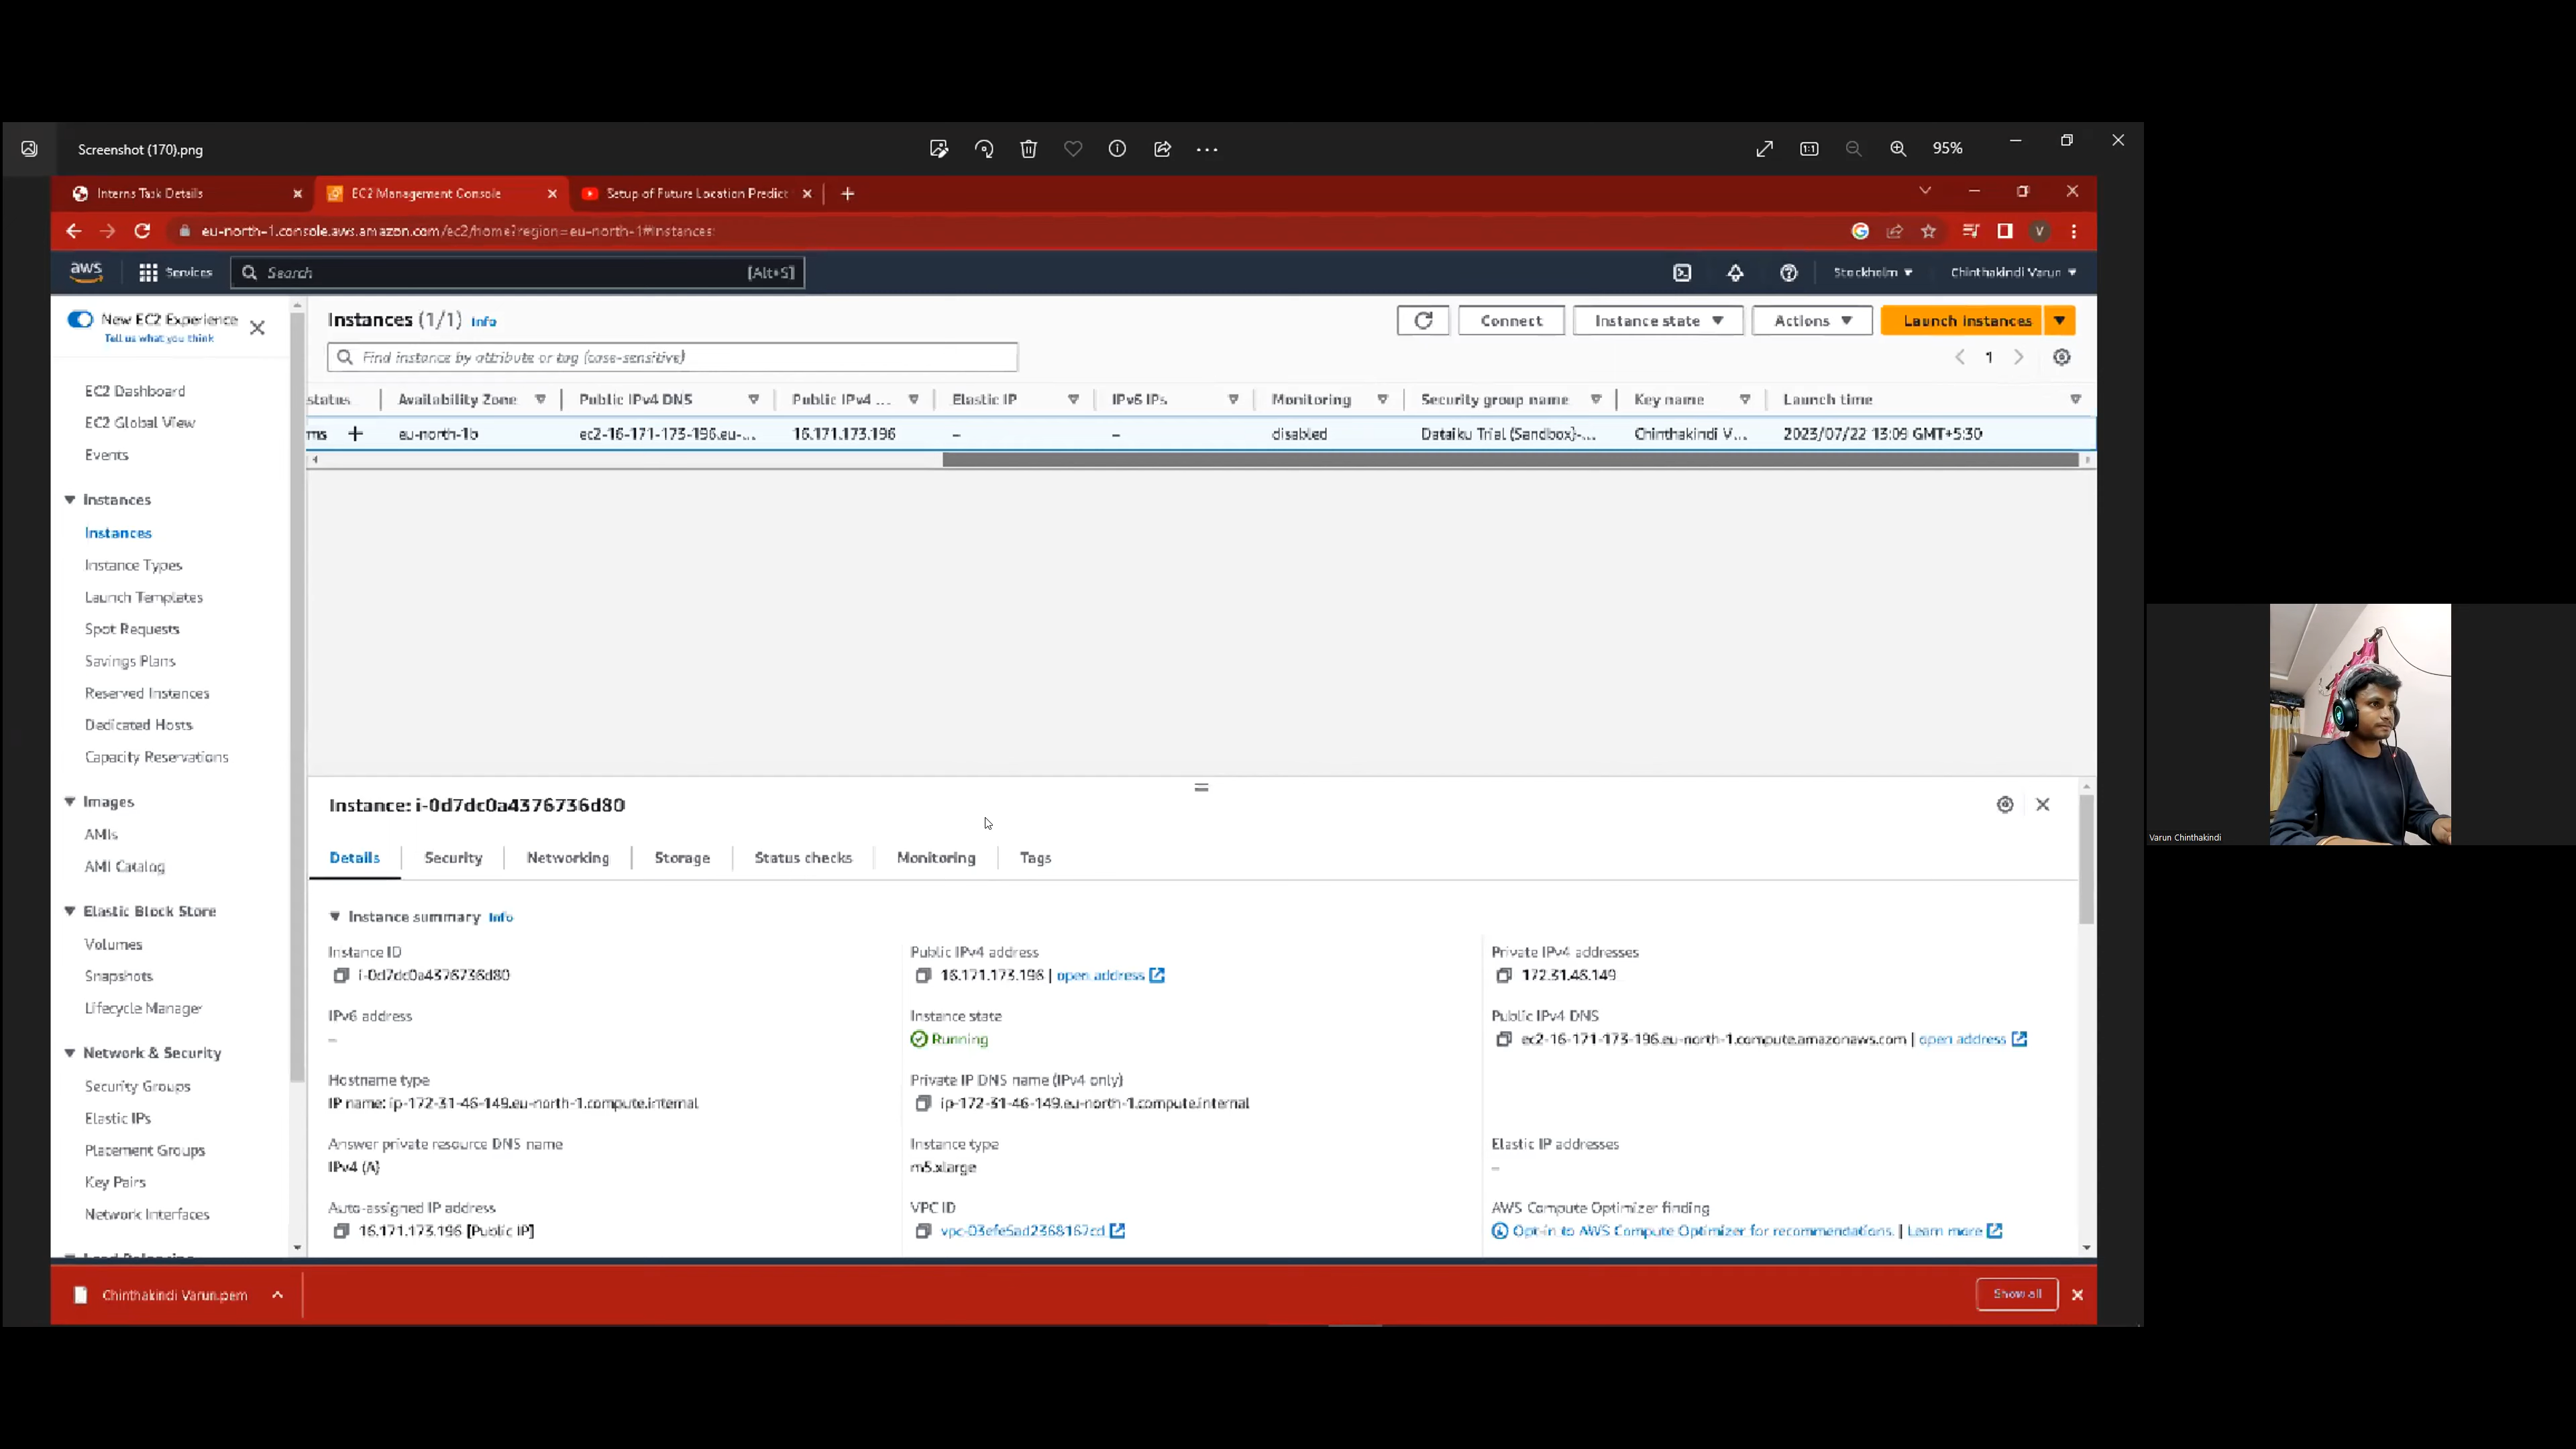 Screenshot (170).png
95%
Interns Task Details
EC2 Management Console
Setup of Future Location Predict
eu-north-1.console.aws.amazon.com/ec2/home?region=eu-north-1#Instances:
V
aws
Services
Search
[Alt+S]
Stockholm
Chinthakindi Varun
New EC2 Experience
Tell us what you think
EC2 Dashboard
EC2 Global View
Events
Instances
Instances
Instance Types
Launch Templates
Spot Requests
Savings Plans
Reserved Instances
Dedicated Hosts
Capacity Reservations
Images
AMIs
AMI Catalog
Elastic Block Store
Volumes
Snapshots
Lifecycle Manager
Network & Security
Security Groups
Elastic IPs
Placement Groups
Key Pairs
Network Interfaces
Instances (1/1) Info
Connect
Instance state
Actions
Launch instances
Find instance by attribute or tag (case-sensitive)
1
status Availability Zone Public IPv4 DNS Public IPv4 ... Elastic IP IPv6 IPs Monitoring Security group name Key name Launch time
ms eu-north-1b ec2-16-171-173-196.eu-... 16.171.173.196 – – disabled Dataiku Trial (Sandbox)-... Chinthakindi V... 2023/07/22 13:09 GMT+5:30
Instance: i-0d7dc0a4376736d80
Details Security Networking Storage Status checks Monitoring Tags
Instance summary Info
Instance ID
i-0d7dc0a4376736d80
Public IPv4 address
16.171.173.196 | open address
Private IPv4 addresses
172.31.46.149
IPv6 address
–
Instance state
Running
Public IPv4 DNS
ec2-16-171-173-196.eu-north-1.compute.amazonaws.com | open address
Hostname type
IP name: ip-172-31-46-149.eu-north-1.compute.internal
Private IP DNS name (IPv4 only)
ip-172-31-46-149.eu-north-1.compute.internal
Answer private resource DNS name
IPv4 (A)
Instance type
m5.xlarge
Elastic IP addresses
–
Auto-assigned IP address
16.171.173.196 [Public IP]
VPC ID
vpc-03efe5ad2368167cd
AWS Compute Optimizer finding
Opt-in to AWS Compute Optimizer for recommendations. | Learn more
Chinthakindi Varun.pem
Show all
Varun Chinthakindi